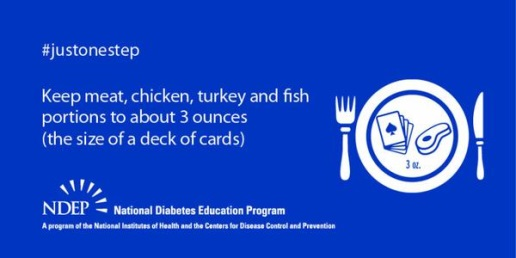 #justonestep
Keep meat, chicken, turkey and fish
portions to about 3 ounces
(the size of a deck of cards)
3 oz.
NDEP National Diabetes Education Program
A program of the National Institutes of Health and the Centers for Disease Control and Prevention